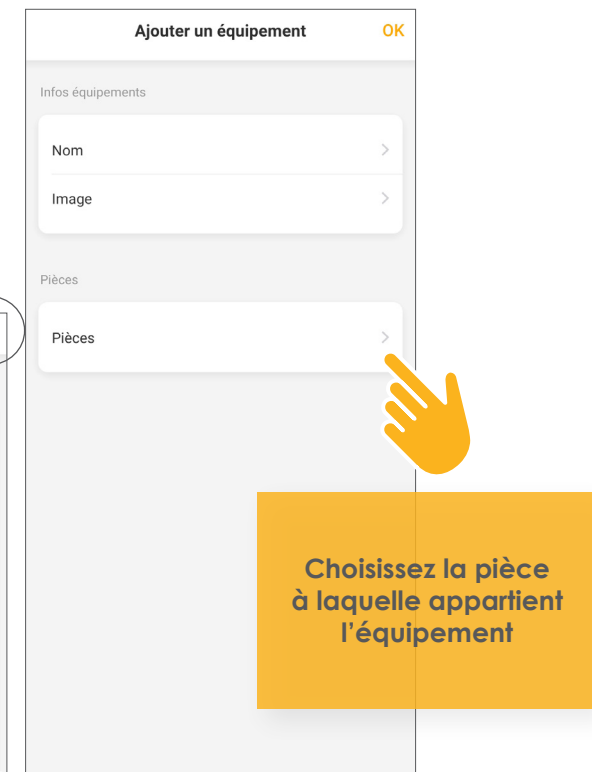 Ajouter un équipement OK
Infos équipements
Nom
Image
Pièces
Pièces
Choisissez la pièce
à laquelle appartient
l’équipement